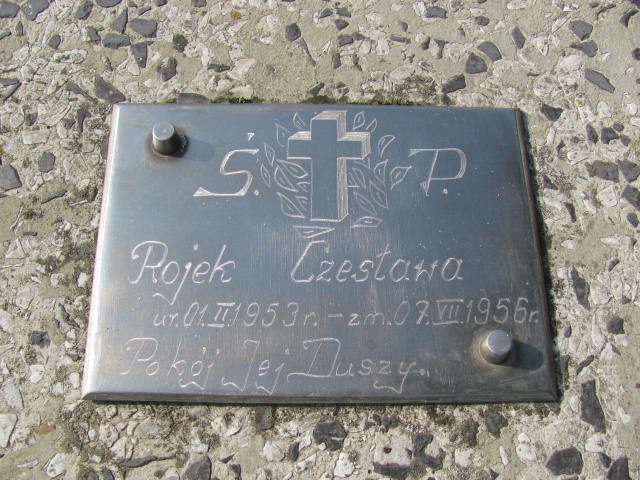 Ś. P.
Rojek Czesława
ur. 01.II.1953 r. – zm. 07.VII.1956 r.
Pokój Jej Duszy.